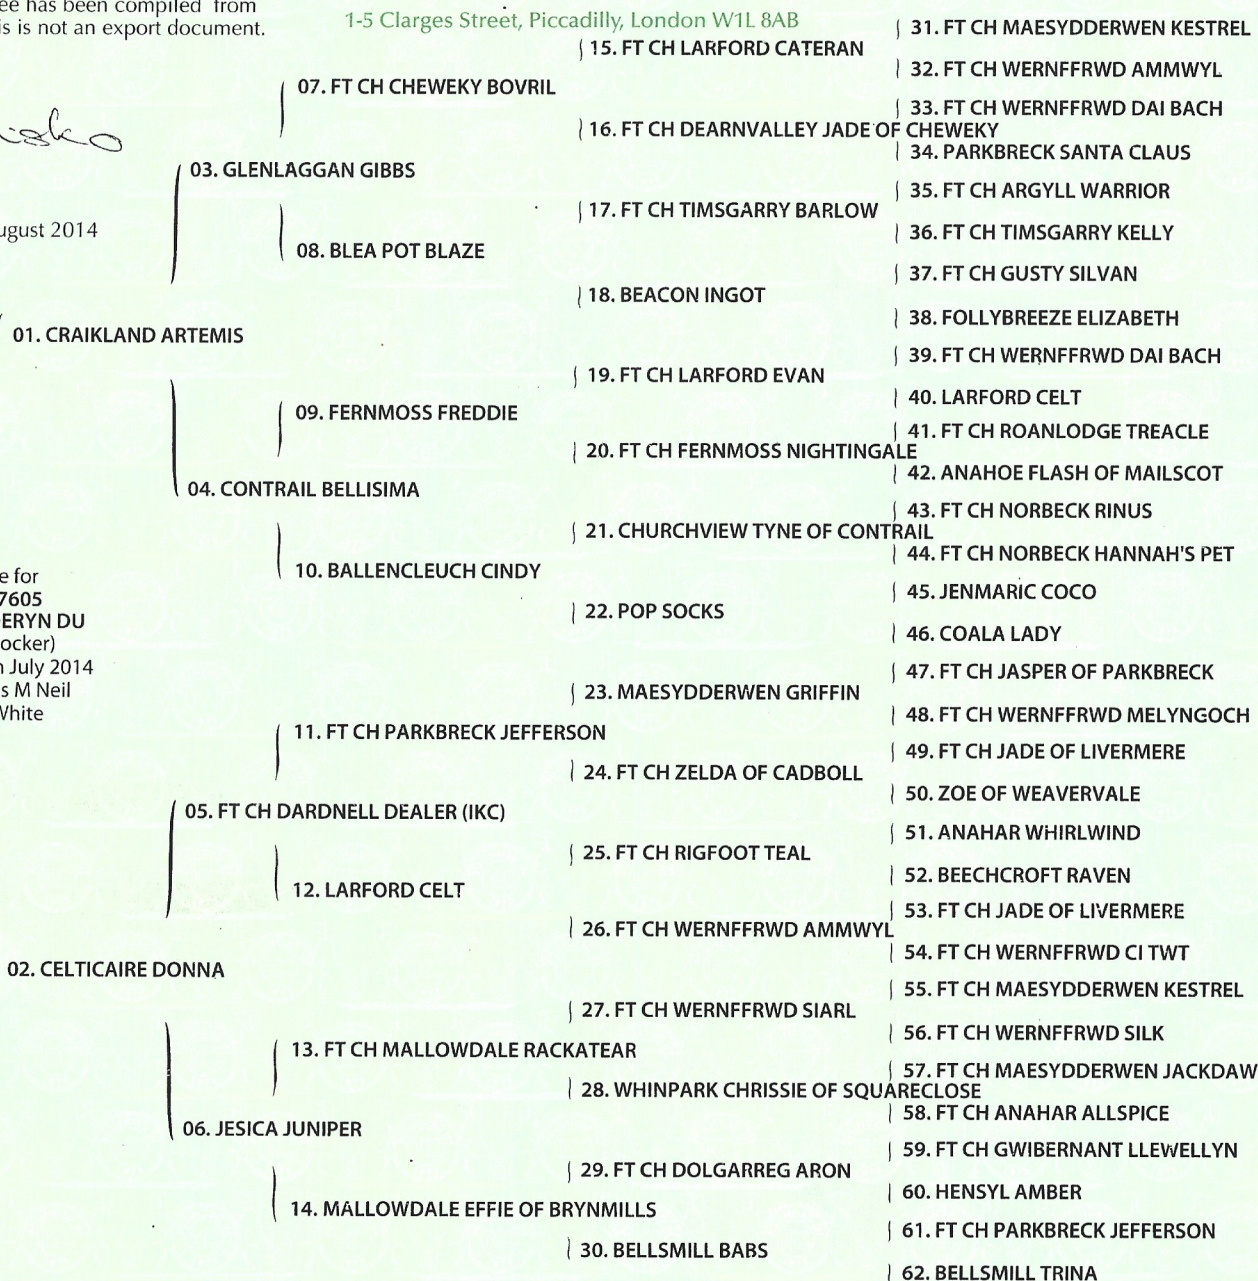 ee has been compiled from
is is not an export document.
1-5 Clarges Street, Piccadilly, London W1L 8AB
ugust 2014
e for
7605
ERYN DU
ocker)
n July 2014
s M Neil
White
01. CRAIKLAND ARTEMIS
02. CELTICAIRE DONNA
03. GLENLAGGAN GIBBS
04. CONTRAIL BELLISIMA
05. FT CH DARDNELL DEALER (IKC)
06. JESICA JUNIPER
07. FT CH CHEWEKY BOVRIL
08. BLEA POT BLAZE
09. FERNMOSS FREDDIE
10. BALLENCLEUCH CINDY
11. FT CH PARKBRECK JEFFERSON
12. LARFORD CELT
13. FT CH MALLOWDALE RACKATEAR
14. MALLOWDALE EFFIE OF BRYNMILLS
15. FT CH LARFORD CATERAN
16. FT CH DEARNVALLEY JADE OF CHEWEKY
17. FT CH TIMSGARRY BARLOW
18. BEACON INGOT
19. FT CH LARFORD EVAN
20. FT CH FERNMOSS NIGHTINGALE
21. CHURCHVIEW TYNE OF CONTRAIL
22. POP SOCKS
23. MAESYDDERWEN GRIFFIN
24. FT CH ZELDA OF CADBOLL
25. FT CH RIGFOOT TEAL
26. FT CH WERNFFRWD AMMWYL
27. FT CH WERNFFRWD SIARL
28. WHINPARK CHRISSIE OF SQUARECLOSE
29. FT CH DOLGARREG ARON
30. BELLSMILL BABS
31. FT CH MAESYDDERWEN KESTREL
32. FT CH WERNFFRWD AMMWYL
33. FT CH WERNFFRWD DAI BACH
34. PARKBRECK SANTA CLAUS
35. FT CH ARGYLL WARRIOR
36. FT CH TIMSGARRY KELLY
37. FT CH GUSTY SILVAN
38. FOLLYBREEZE ELIZABETH
39. FT CH WERNFFRWD DAI BACH
40. LARFORD CELT
41. FT CH ROANLODGE TREACLE
42. ANAHOE FLASH OF MAILSCOT
43. FT CH NORBECK RINUS
44. FT CH NORBECK HANNAH'S PET
45. JENMARIC COCO
46. COALA LADY
47. FT CH JASPER OF PARKBRECK
48. FT CH WERNFFRWD MELYNGOCH
49. FT CH JADE OF LIVERMERE
50. ZOE OF WEAVERVALE
51. ANAHAR WHIRLWIND
52. BEECHCROFT RAVEN
53. FT CH JADE OF LIVERMERE
54. FT CH WERNFFRWD CI TWT
55. FT CH MAESYDDERWEN KESTREL
56. FT CH WERNFFRWD SILK
57. FT CH MAESYDDERWEN JACKDAW
58. FT CH ANAHAR ALLSPICE
59. FT CH GWIBERNANT LLEWELLYN
60. HENSYL AMBER
61. FT CH PARKBRECK JEFFERSON
62. BELLSMILL TRINA